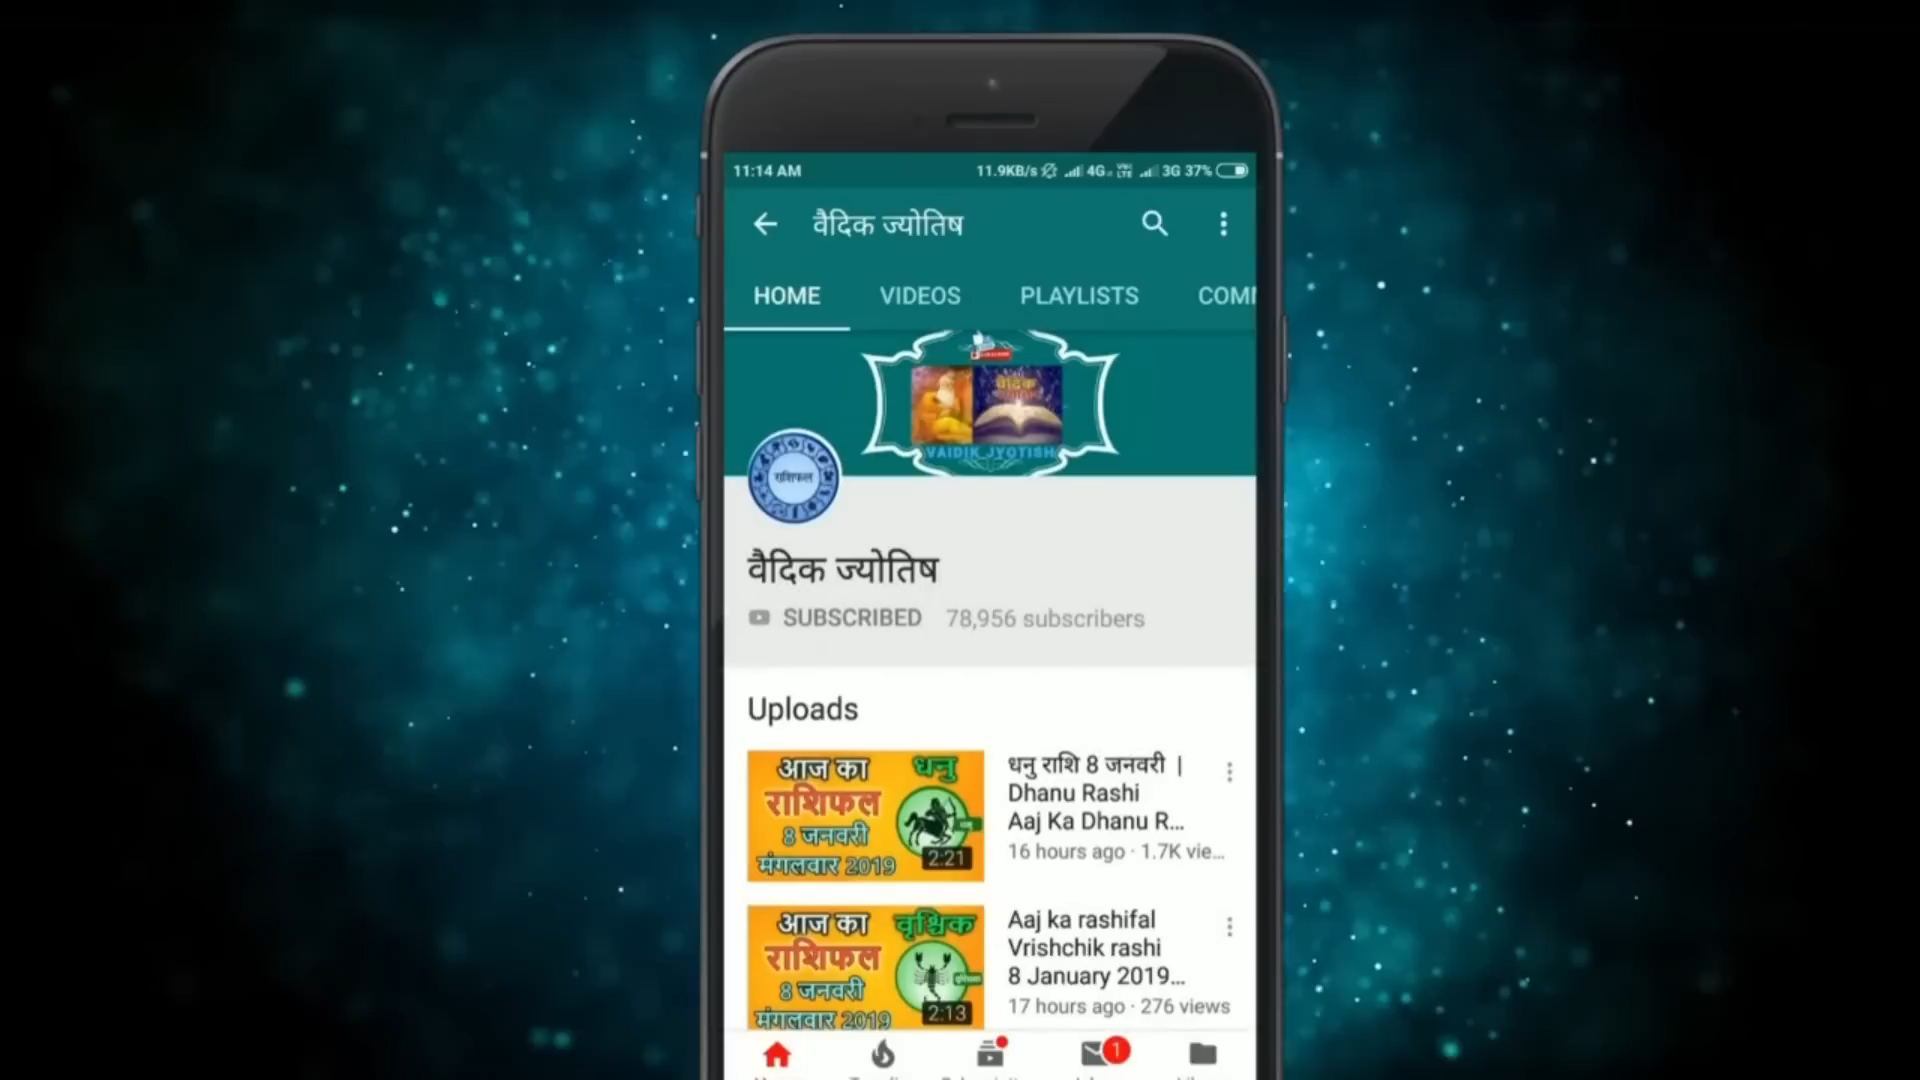 11:14 AM 11.9KB/s 4G VoLTE 3G 37%
वैदिक ज्योतिष
HOME VIDEOS PLAYLISTS COMM
वैदिक
VAIDIK JYOTISH
राशिफल
वैदिक ज्योतिष
SUBSCRIBED 78,956 subscribers
Uploads
आज का धनु
राशिफल
8 जनवरी
मंगलवार 2019
2:21
धनु राशि 8 जनवरी |
Dhanu Rashi
Aaj Ka Dhanu R...
16 hours ago · 1.7K vie...
आज का वृश्चिक
राशिफल
8 जनवरी
मंगलवार 2019
2:13
Aaj ka rashifal
Vrishchik rashi
8 January 2019...
17 hours ago · 276 views
1